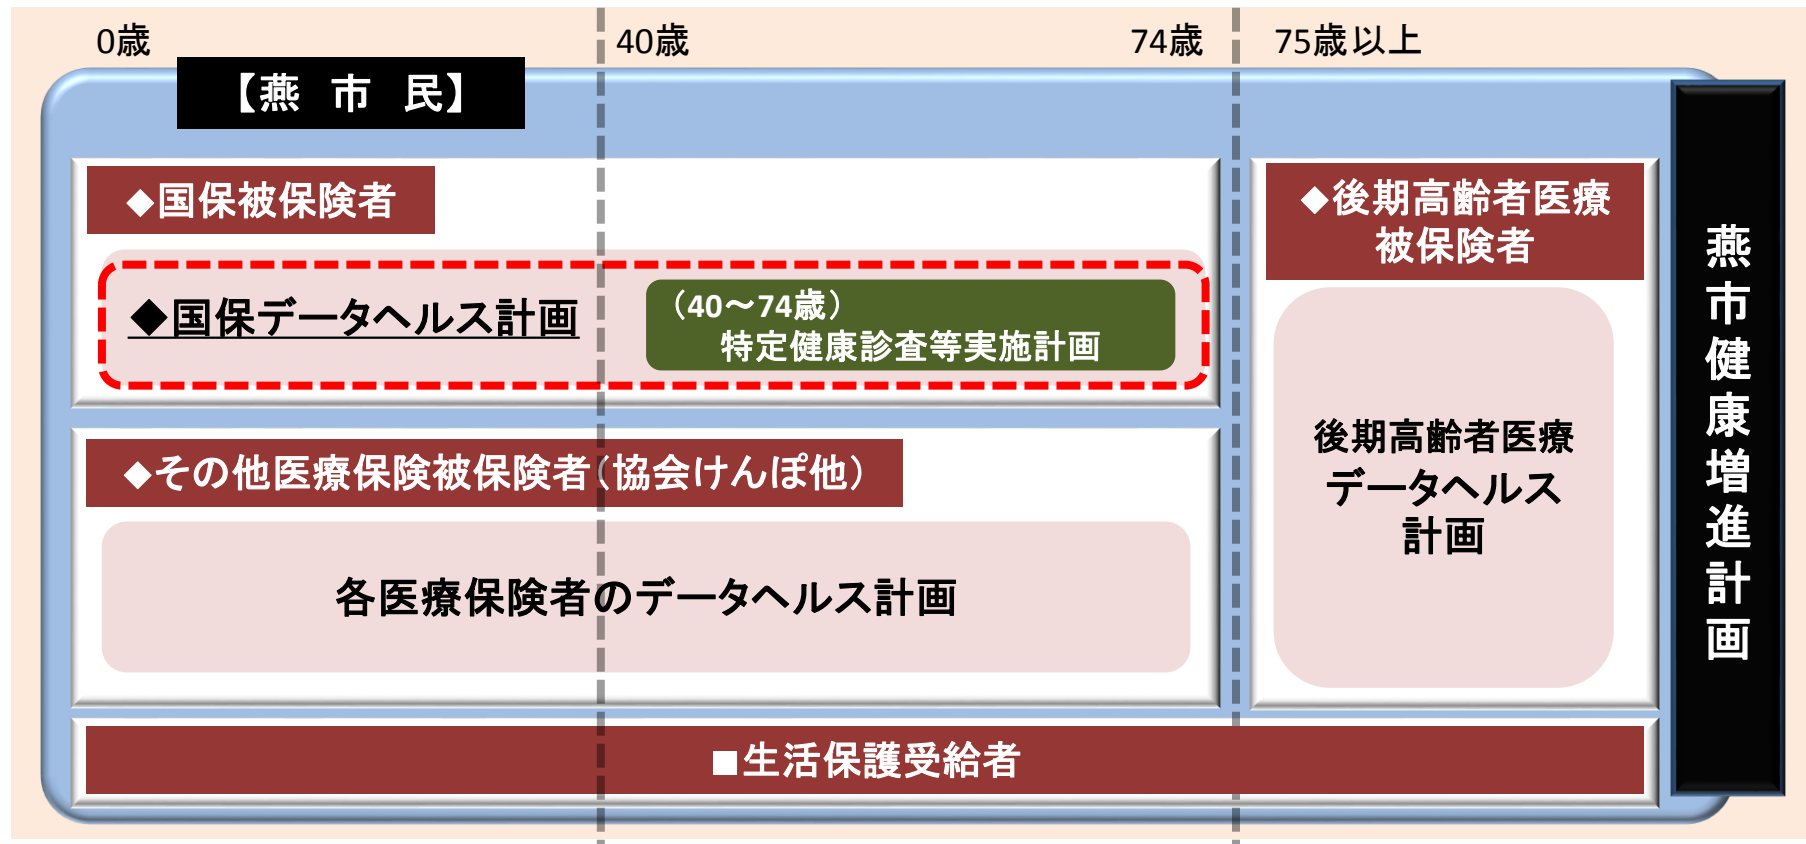 0歳
40歳
74歳
75歳以上
【燕　市　民】
◆国保被保険者
◆国保データヘルス計画
（40～74歳）
特定健康診査等実施計画
◆後期高齢者医療
被保険者
後期高齢者医療
データヘルス
計画
◆その他医療保険被保険者（協会けんぽ他）
各医療保険者のデータヘルス計画
■生活保護受給者
燕市健康増進計画